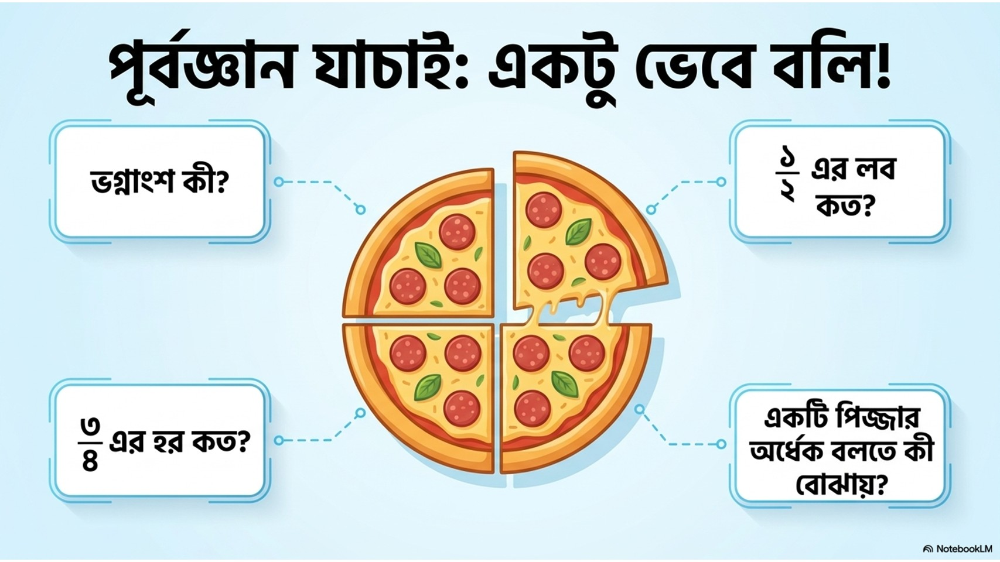 পূর্বজ্ঞান যাচাই: একটু ভেবে বলি!
ভগ্নাংশ কী?
১/২ এর লব
কত?
৩/৪ এর হর কত?
একটি পিজ্জার
অর্ধেক বলতে কী
বোঝায়?
NotebookLM